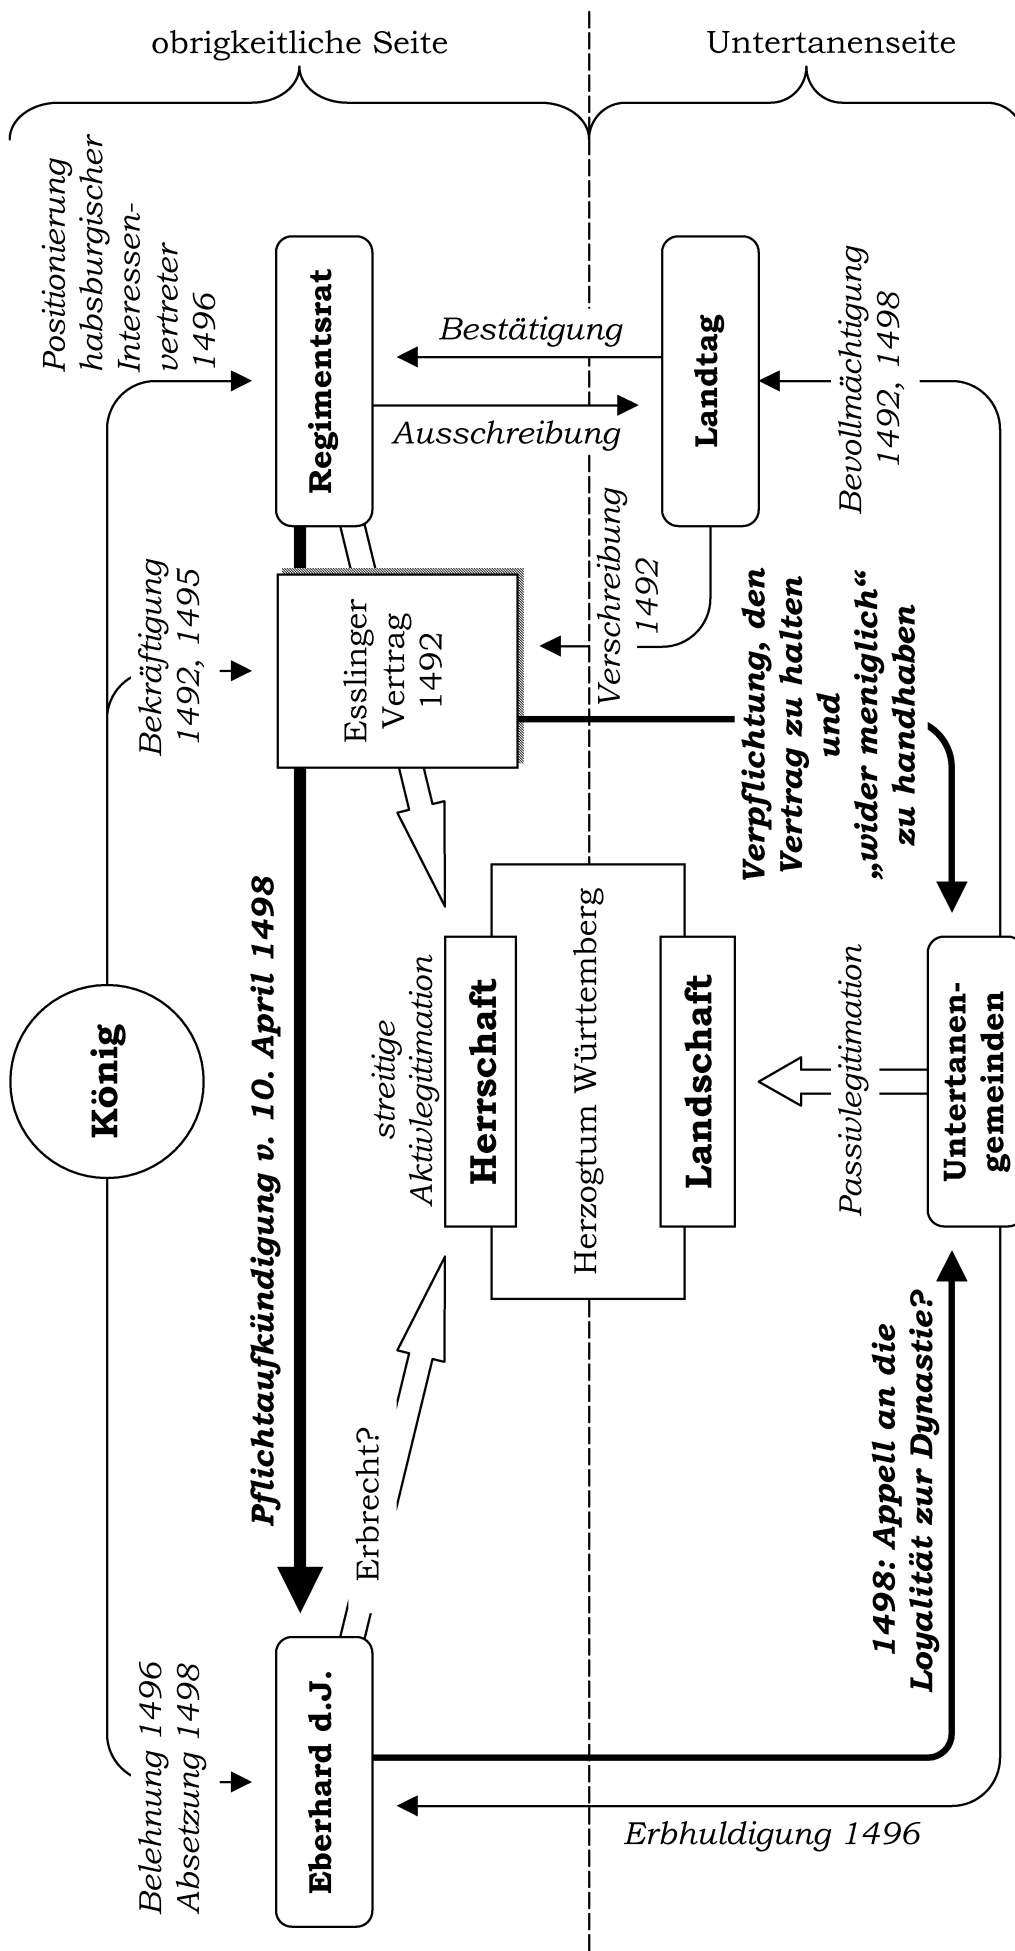 obrigkeitliche Seite
Untertanenseite
König
Belehnung 1496
Absetzung 1498
Bekräftigung
1492, 1495
Positionierung
habsburgischer
Interessen-
vertreter
1496
Pflichtaufkündigung v. 10. April 1498
Eberhard d.J.
Erbrecht?
streitige
Aktivlegitimation
Esslinger
Vertrag
1492
Regimentsrat
Bestätigung
Ausschreibung
Verschreibung
1492
Landtag
Herrschaft
Herzogtum Württemberg
Landschaft
Passivlegitimation
Untertanen-
gemeinden
Verpflichtung, den
Vertrag zu halten
und
„wider meniglich“
zu handhaben
Bevollmächtigung
1492, 1498
1498: Appell an die
Loyalität zur Dynastie?
Erbhuldigung 1496